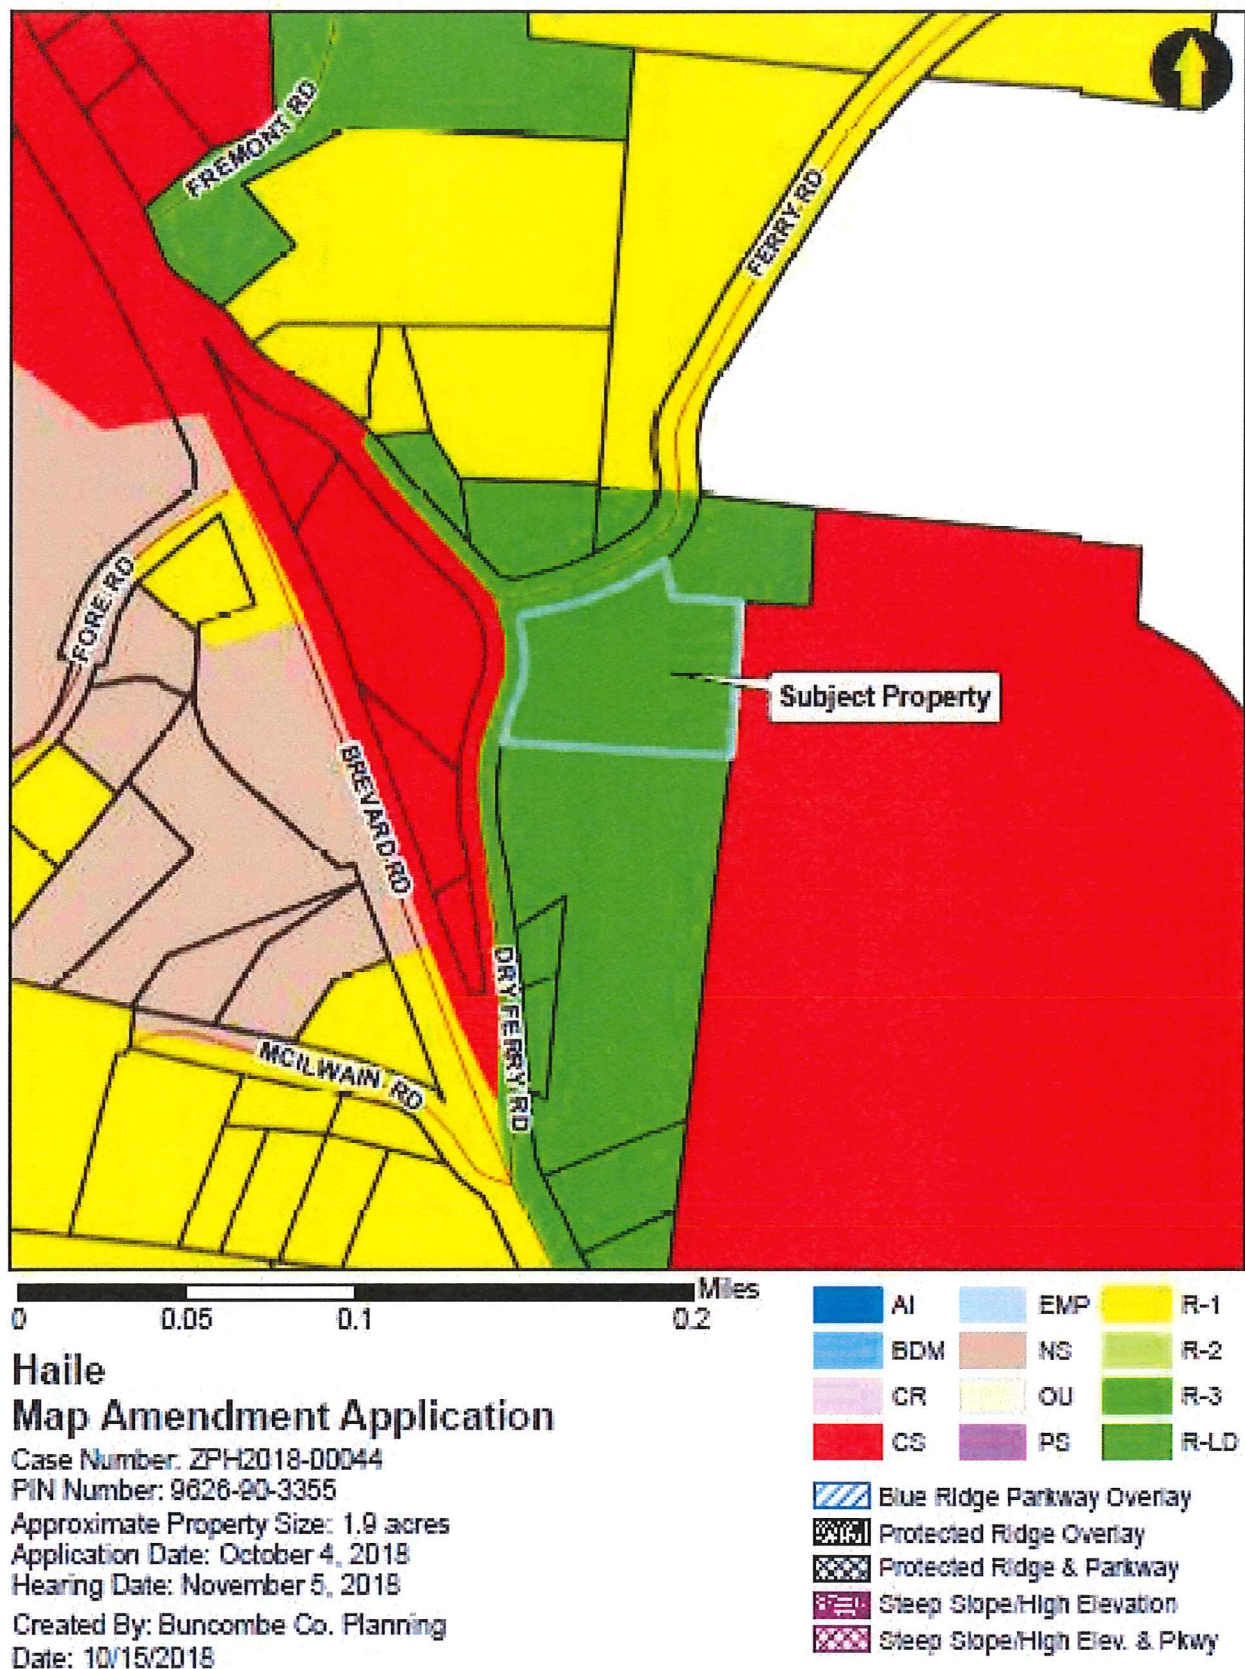 FREMONT RD
FERRY RD
FORE RD
Subject Property
BREVARD RD
DRY FERRY RD
MCILWAIN RD
Miles
0 0.05 0.1 0.2
Haile
Map Amendment Application
Case Number: ZPH2018-00044
PIN Number: 9626-90-3355
Approximate Property Size: 1.9 acres
Application Date: October 4, 2018
Hearing Date: November 5, 2018
Created By: Buncombe Co. Planning
Date: 10/15/2018
AI EMP R-1
BDM NS R-2
CR OU R-3
CS PS R-LD
Blue Ridge Parkway Overlay
Protected Ridge Overlay
Protected Ridge & Parkway
Steep Slope/High Elevation
Steep Slope/High Elev. & Pkwy